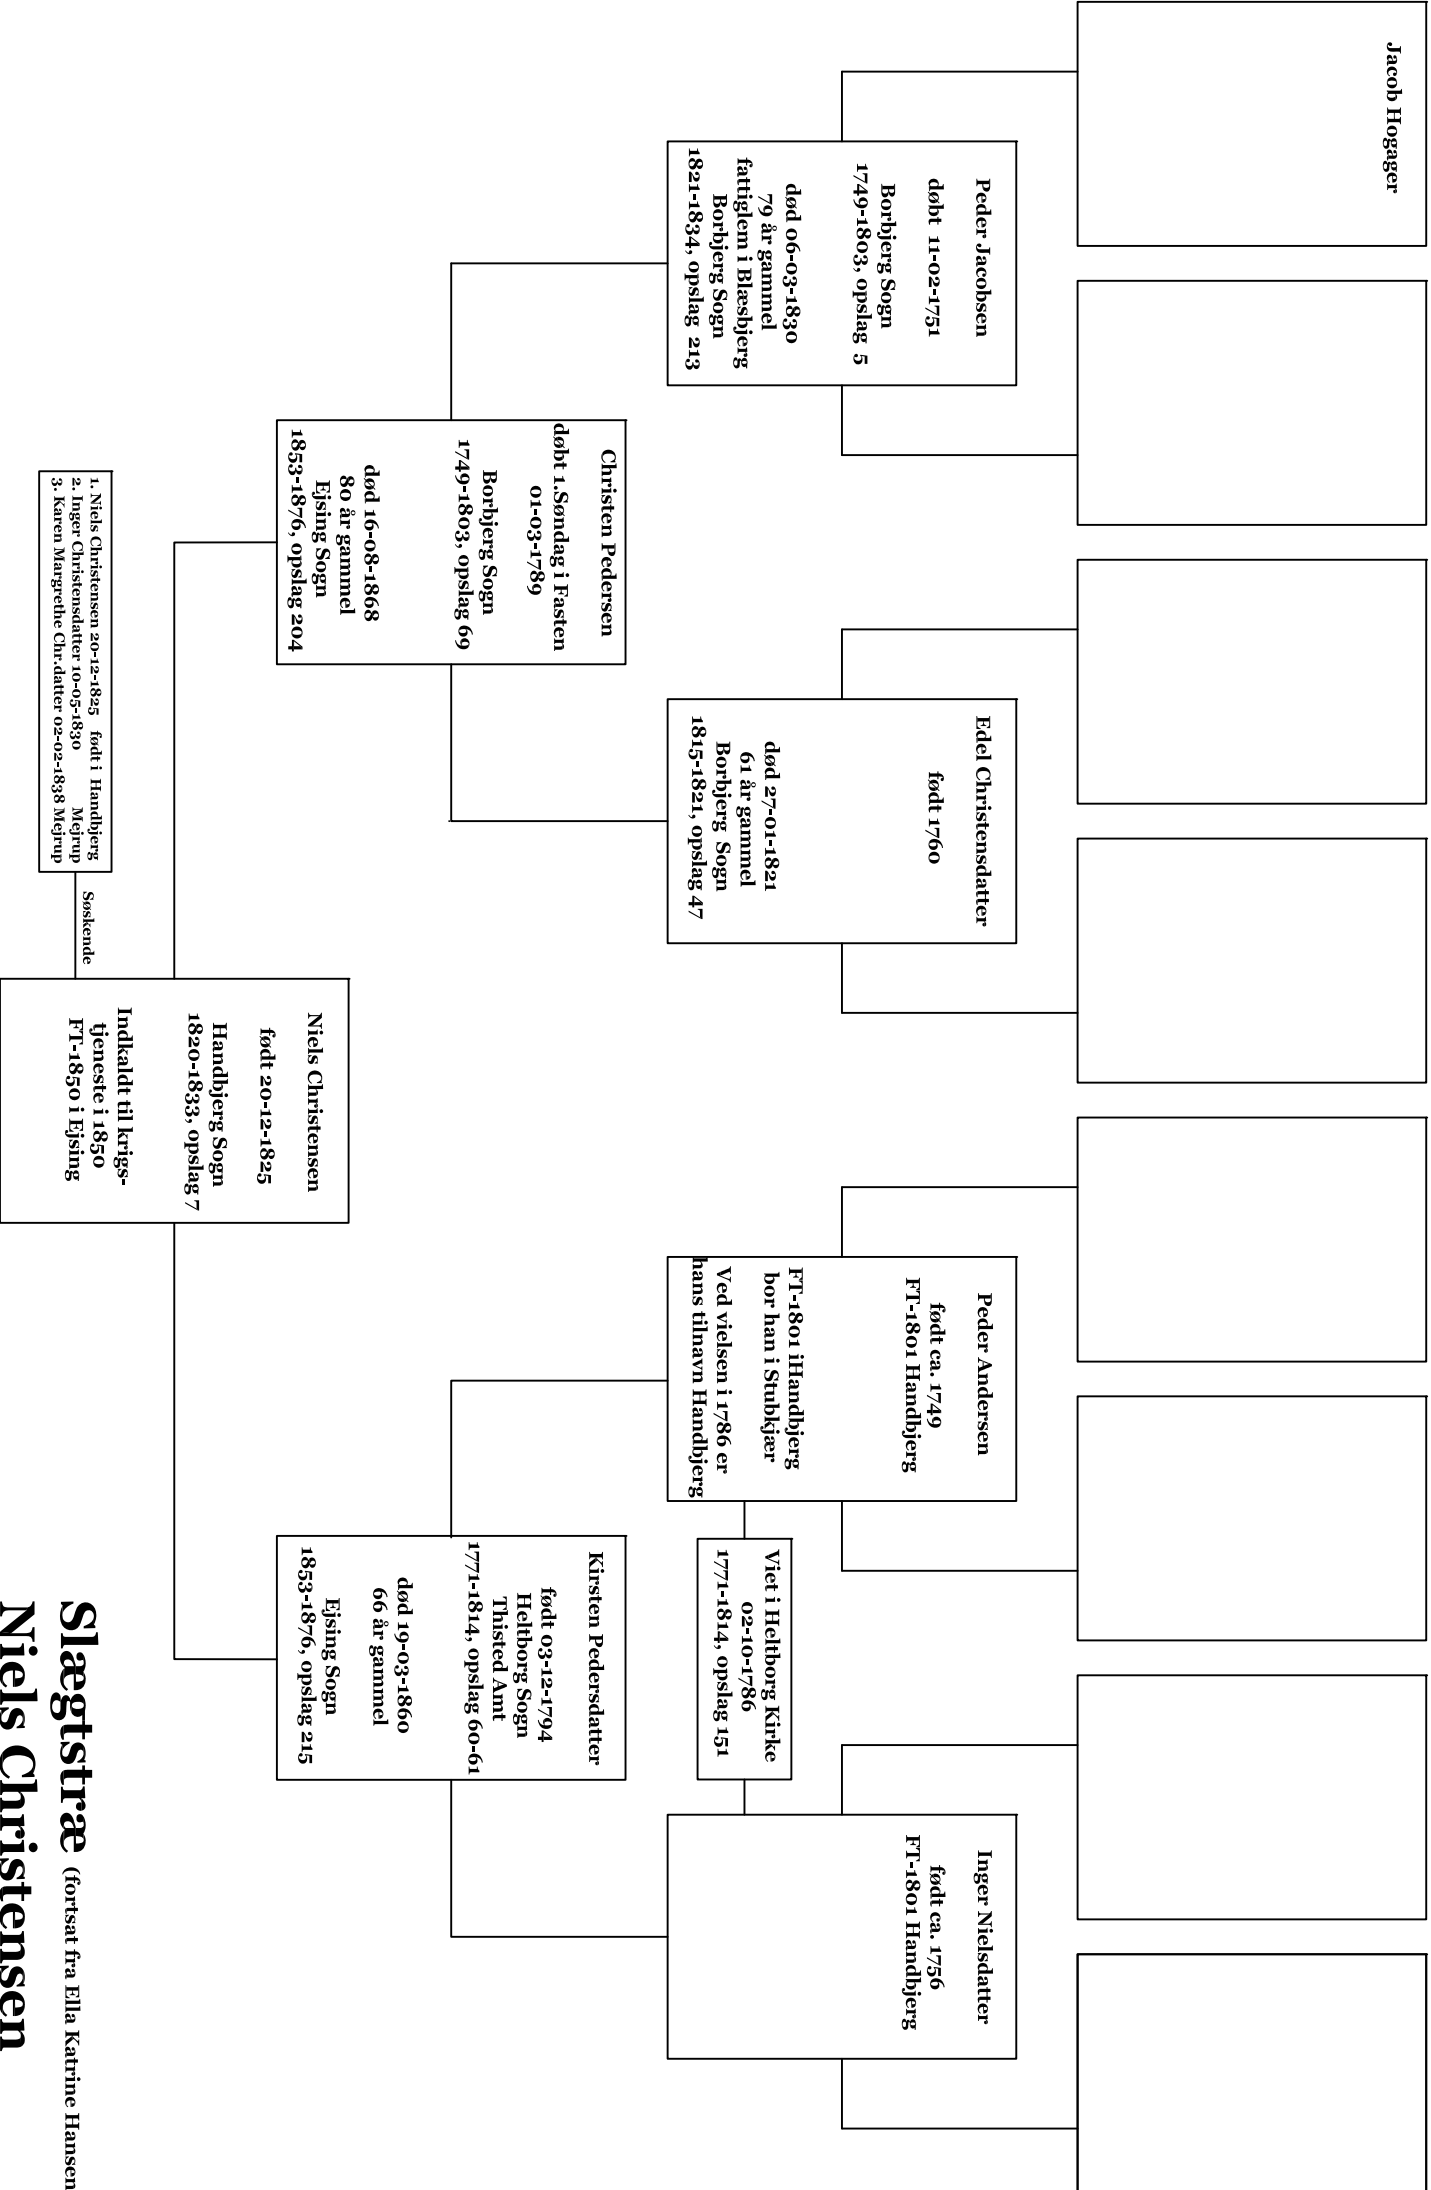 Jacob Hogager
Peder Jacobsen
døbt 11-02-1751
Borbjerg Sogn
1749-1803, opslag 5
død 06-03-1830
79 år gammel
fattiglem i Blæsbjerg
Borbjerg Sogn
1821-1834, opslag 213
Edel Christensdatter
født 1760
død 27-01-1821
61 år gammel
Borbjerg Sogn
1815-1821, opslag 47
Peder Andersen
født ca. 1749
FT-1801 Handbjerg
FT-1801 iHandbjerg
bor han i Stubkjær
Ved vielsen i 1786 er
hans tilnavn Handbjerg
Viet i Heltborg Kirke
02-10-1786
1771-1814, opslag 151
Inger Nielsdatter
født ca. 1756
FT-1801 Handbjerg
Christen Pedersen
døbt 1.Søndag i Fasten
01-03-1789
Borbjerg Sogn
1749-1803, opslag 69
død 16-08-1868
80 år gammel
Ejsing Sogn
1853-1876, opslag 204
Kirsten Pedersdatter
født 03-12-1794
Heltborg Sogn
Thisted Amt
1771-1814, opslag 60-61
død 19-03-1860
66 år gammel
Ejsing Sogn
1853-1876, opslag 215
Niels Christensen
født 20-12-1825
Handbjerg Sogn
1820-1833, opslag 7
Indkaldt til krigs-
tjeneste i 1850
FT-1850 i Ejsing
Søskende
1. Niels Christensen 20-12-1825 født i Handbjerg
2. Inger Christensdatter 10-05-1830 Mejrup
3. Karen Margrethe Chr.datter 02-02-1838 Mejrup
Slægtstræ (fortsat fra Ella Katrine Hansen
Niels Christensen